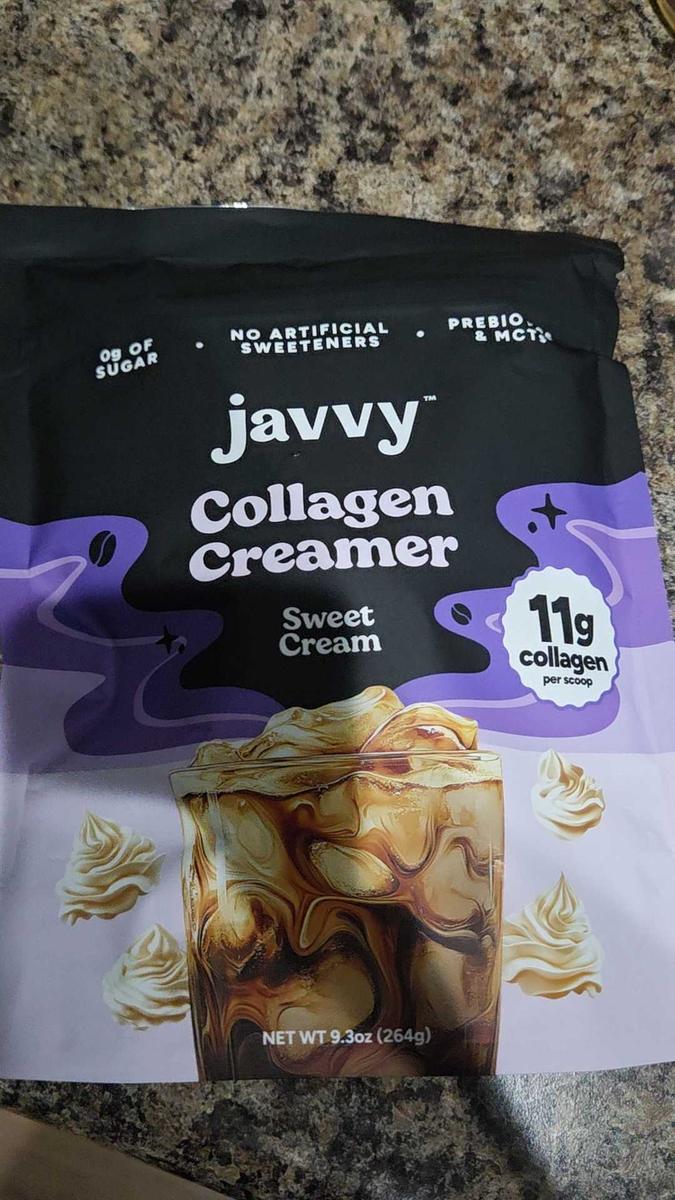 0g OF
SUGAR
•
NO ARTIFICIAL
SWEETENERS
•
& MCTs
javvy™
Collagen
Creamer
Sweet
Cream
11g
collagen
per scoop
NET WT 9.3oz (264g)